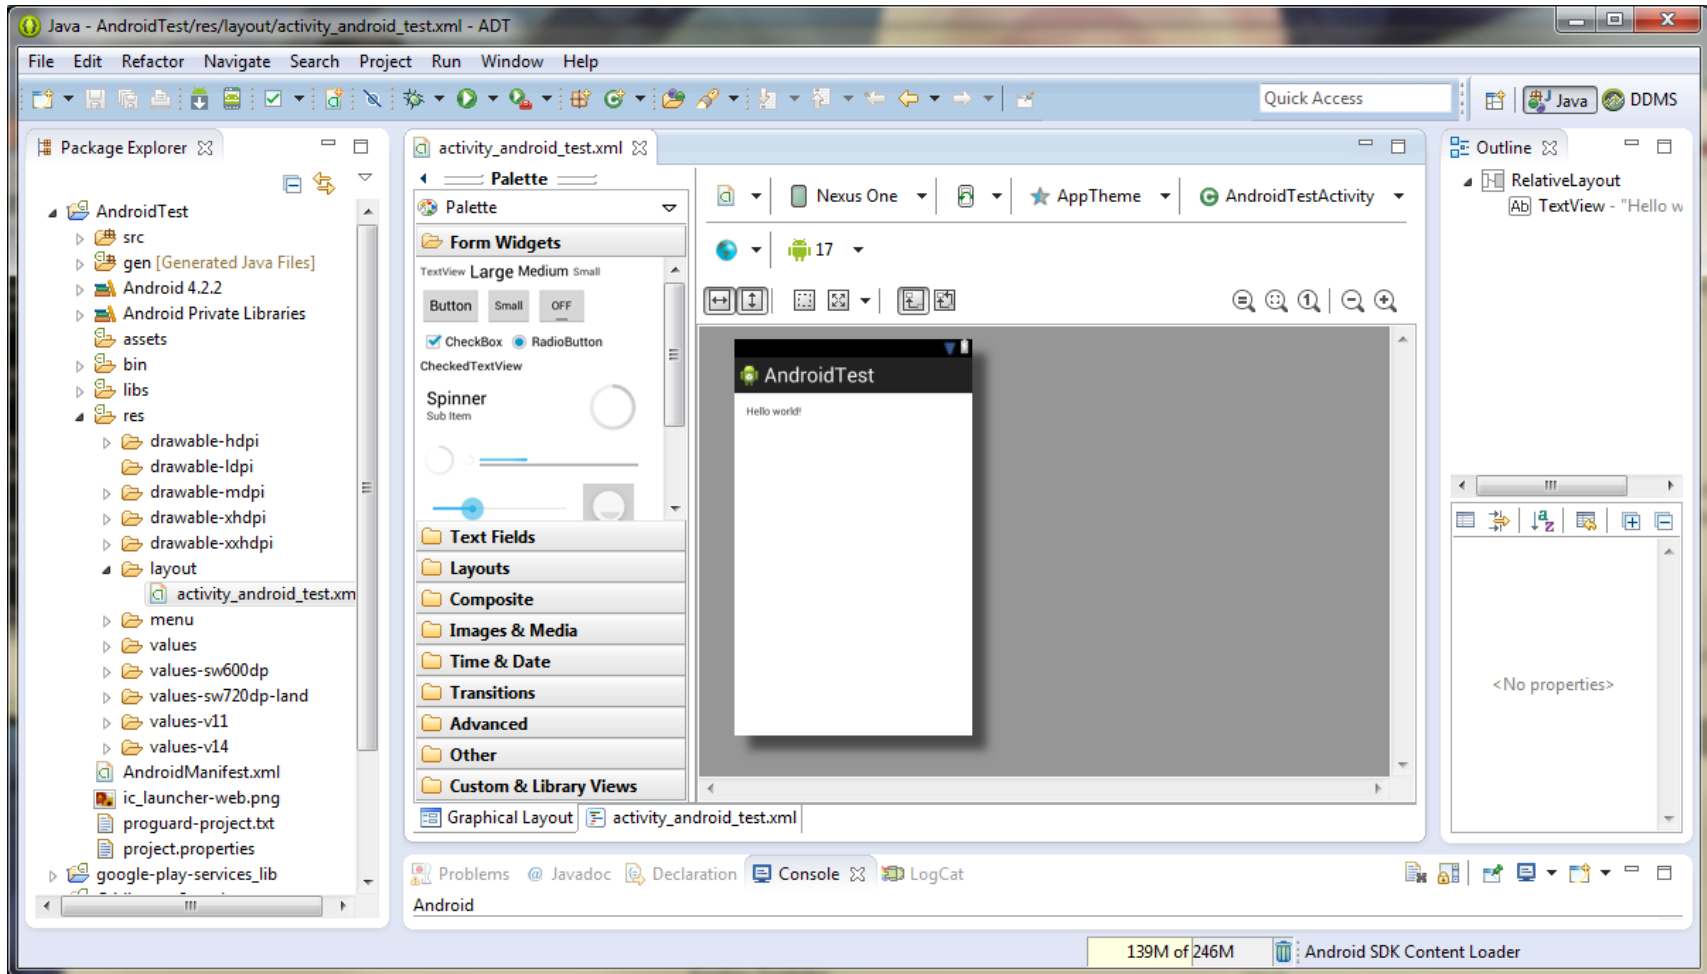 Java - AndroidTest/res/layout/activity_android_test.xml - ADT
File Edit Refactor Navigate Search Project Run Window Help
Quick Access
Java
DDMS
Package Explorer
AndroidTest
src
gen [Generated Java Files]
Android 4.2.2
Android Private Libraries
assets
bin
libs
res
drawable-hdpi
drawable-ldpi
drawable-mdpi
drawable-xhdpi
drawable-xxhdpi
layout
activity_android_test.xm
menu
values
values-sw600dp
values-sw720dp-land
values-v11
values-v14
AndroidManifest.xml
ic_launcher-web.png
proguard-project.txt
project.properties
google-play-services_lib
activity_android_test.xml
Palette
Palette
Form Widgets
TextView Large Medium Small
Button Small OFF
CheckBox RadioButton
CheckedTextView
Spinner
Sub Item
Text Fields
Layouts
Composite
Images & Media
Time & Date
Transitions
Advanced
Other
Custom & Library Views
Nexus One AppTheme AndroidTestActivity
17
AndroidTest
Hello world!
Graphical Layout activity_android_test.xml
Outline
RelativeLayout
Ab TextView - "Hello w
<No properties>
Problems @ Javadoc Declaration Console LogCat
Android
139M of 246M
Android SDK Content Loader